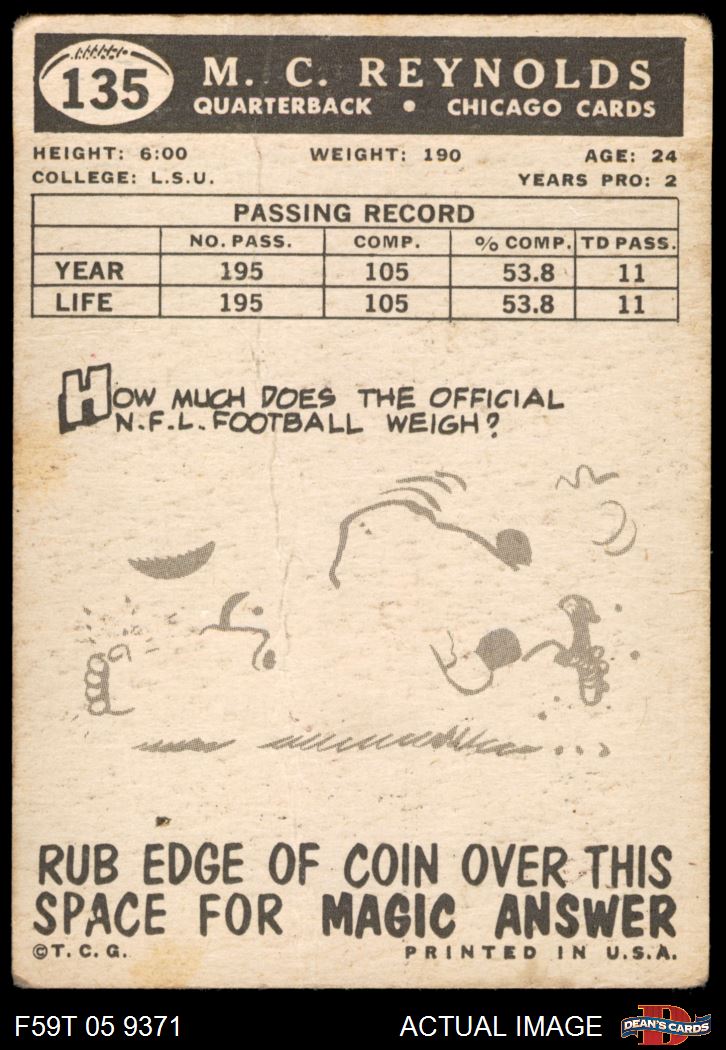 135
M. C. REYNOLDS
QUARTERBACK • CHICAGO CARDS
HEIGHT: 6:00 WEIGHT: 190 AGE: 24
COLLEGE: L.S.U. YEARS PRO: 2
PASSING RECORD
NO. PASS. COMP. % COMP. TD PASS.
YEAR 195 105 53.8 11
LIFE 195 105 53.8 11
HOW MUCH DOES THE OFFICIAL
N.F.L. FOOTBALL WEIGH?
RUB EDGE OF COIN OVER THIS
SPACE FOR MAGIC ANSWER
©T. C. G. PRINTED IN U.S.A.
F59T 05 9371 ACTUAL IMAGE DEAN'S CARDS